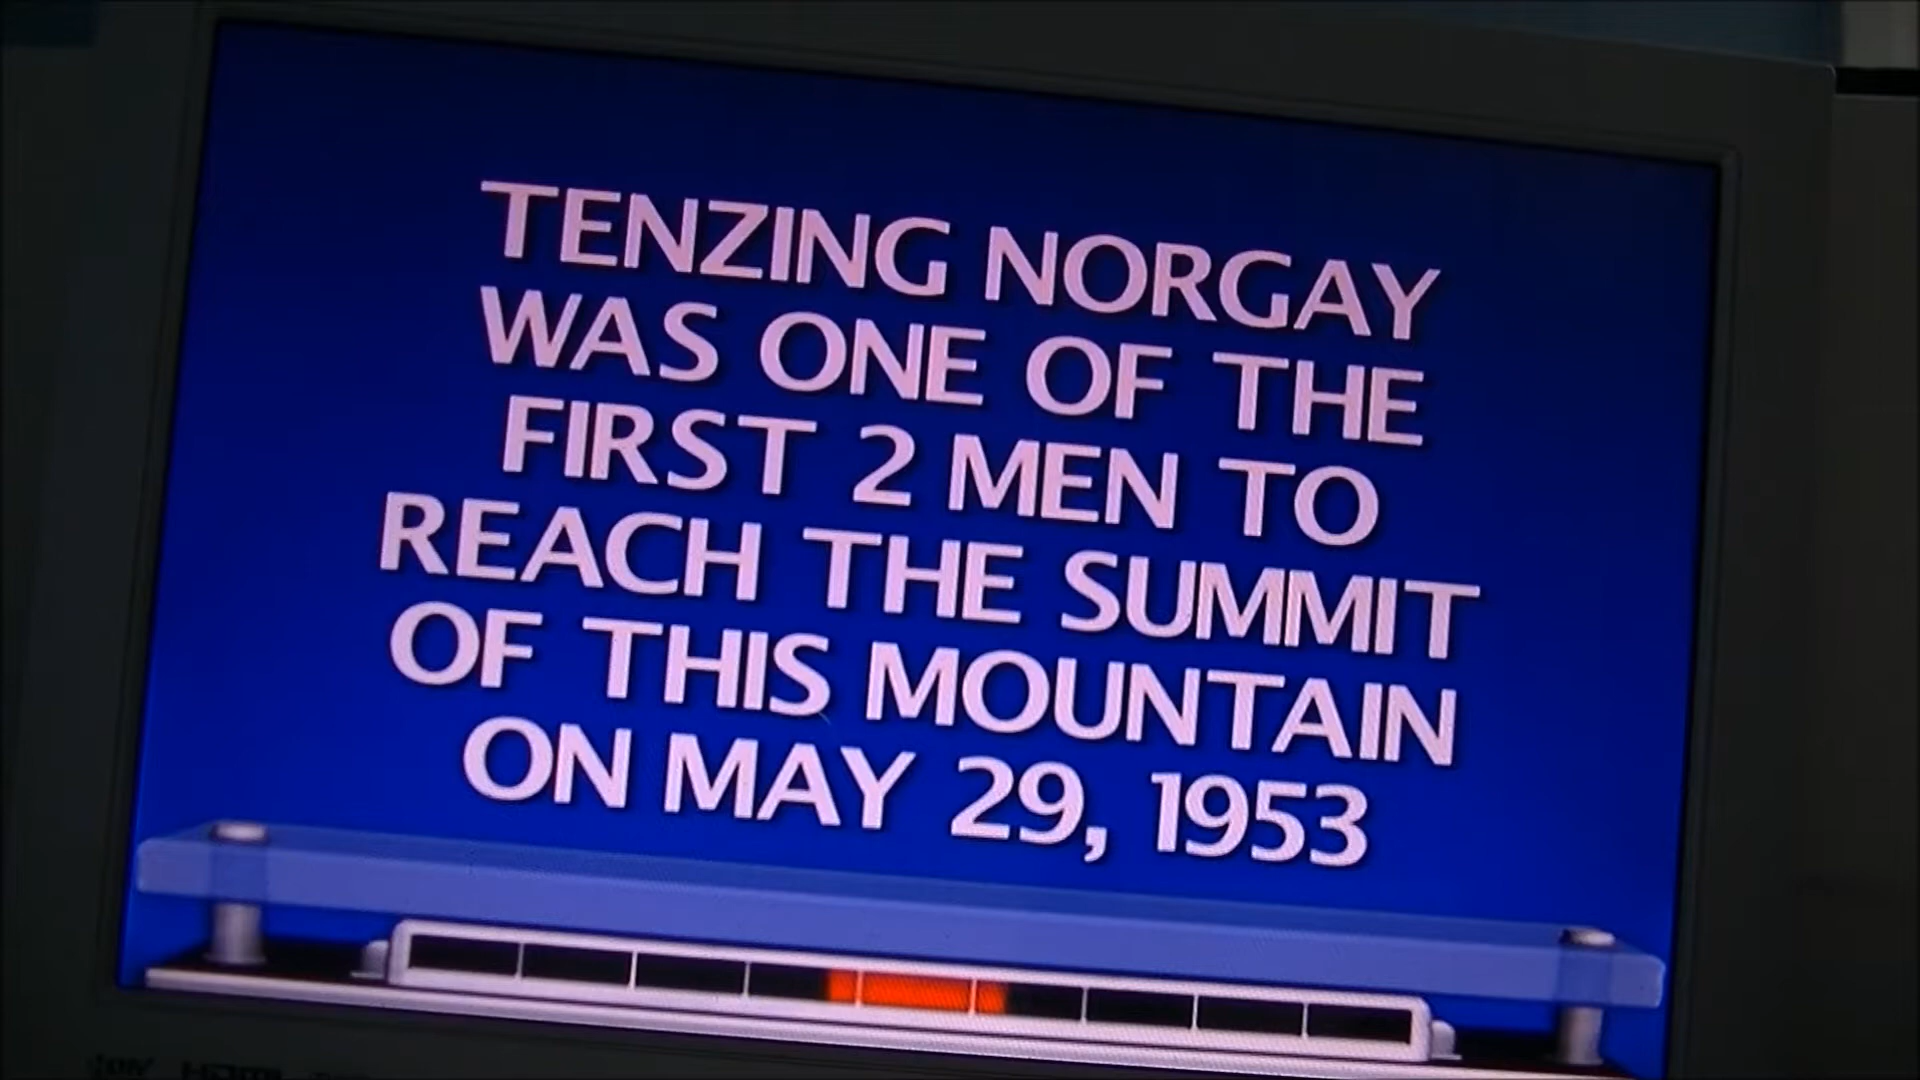 TENZING NORGAY
WAS ONE OF THE
FIRST 2 MEN TO
REACH THE SUMMIT
OF THIS MOUNTAIN
ON MAY 29, 1953
HDMI